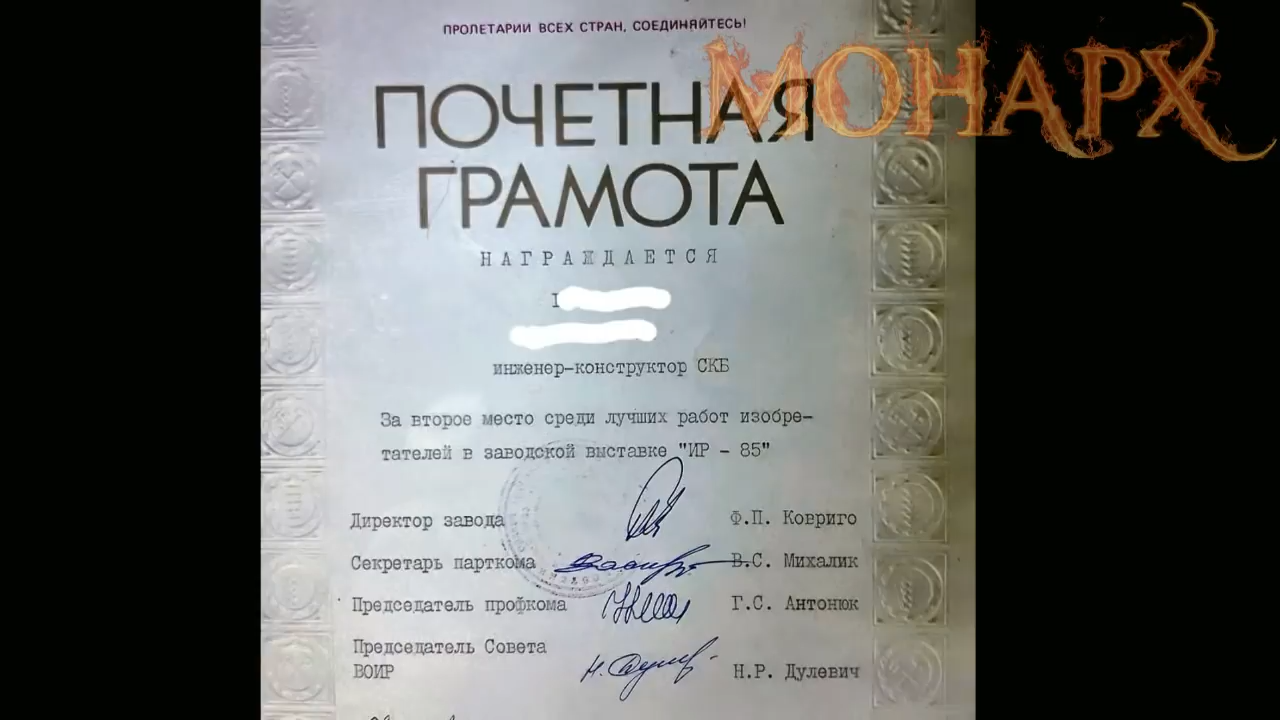 ПРОЛЕТАРИИ ВСЕХ СТРАН, СОЕДИНЯЙТЕСЬ!
МОНАРХ
ПОЧЕТНАЯ
ГРАМОТА
НАГРАЖДАЕТСЯ
инженер-конструктор СКБ
За второе место среди лучших работ изобре-
тателей в заводской выставке "ИР - 85"
Директор завода Ф.П. Ковриго
Секретарь парткома В.С. Михалик
Председатель профкома Г.С. Антонюк
Председатель Совета
ВОИР Н.Р. Дулевич